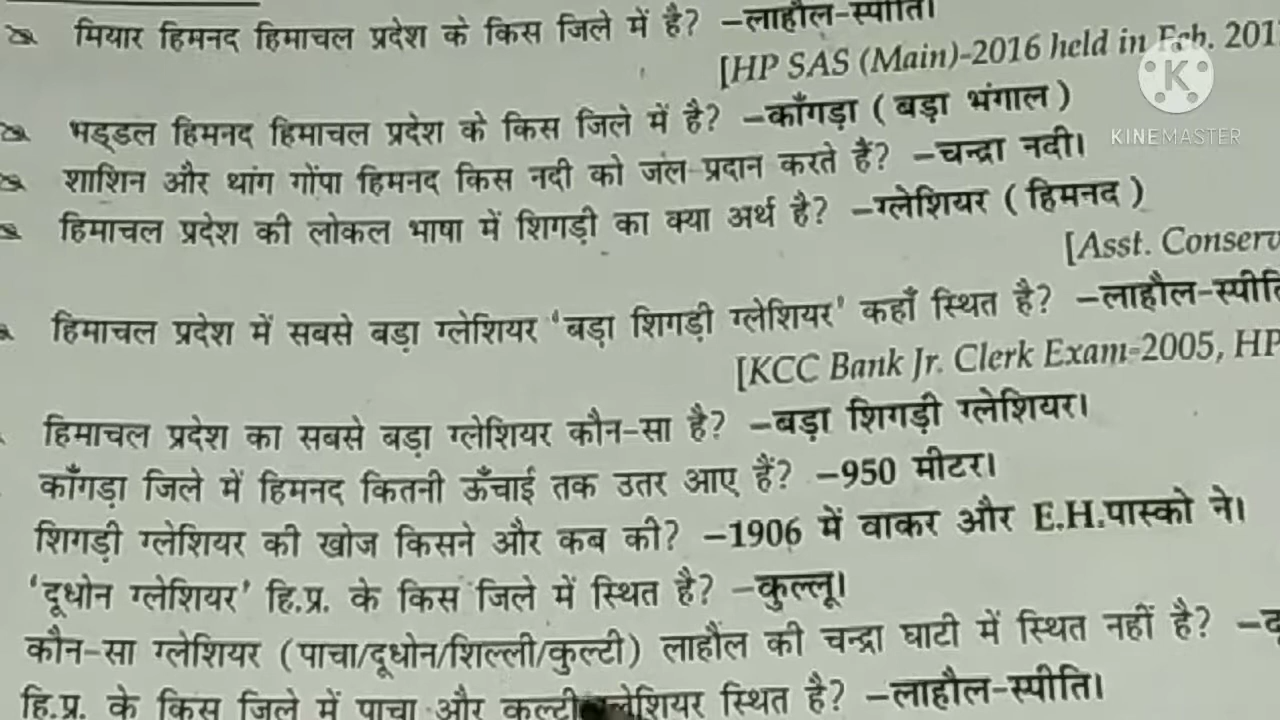 मियार हिमनद हिमाचल प्रदेश के किस जिले में है? –लाहौल-स्पीति।
[HP SAS (Main)-2016 held in Feb. 201
भड्डल हिमनद हिमाचल प्रदेश के किस जिले में है? –काँगड़ा ( बड़ा भंगाल )
शाशिन और थांग गोंपा हिमनद किस नदी को जल प्रदान करते हैं? –चन्द्रा नदी।
हिमाचल प्रदेश की लोकल भाषा में शिगड़ी का क्या अर्थ है? –ग्लेशियर ( हिमनद )
[Asst. Conserv
हिमाचल प्रदेश में सबसे बड़ा ग्लेशियर ‘बड़ा शिगड़ी ग्लेशियर’ कहाँ स्थित है? –लाहौल-स्पीति
[KCC Bank Jr. Clerk Exam-2005, HP
हिमाचल प्रदेश का सबसे बड़ा ग्लेशियर कौन-सा है? –बड़ा शिगड़ी ग्लेशियर।
काँगड़ा जिले में हिमनद कितनी ऊँचाई तक उतर आए हैं? –950 मीटर।
शिगड़ी ग्लेशियर की खोज किसने और कब की? –1906 में वाकर और E.H.पास्को ने।
‘दूधोन ग्लेशियर’ हि.प्र. के किस जिले में स्थित है? –कुल्लू।
कौन-सा ग्लेशियर (पाचा/दूधोन/शिल्ली/कुल्टी) लाहौल की चन्द्रा घाटी में स्थित नहीं है? –
हि.प्र. के किस जिले में पाचा और कुल्टी ग्लेशियर स्थित है? –लाहौल-स्पीति।
K
KINEMASTER